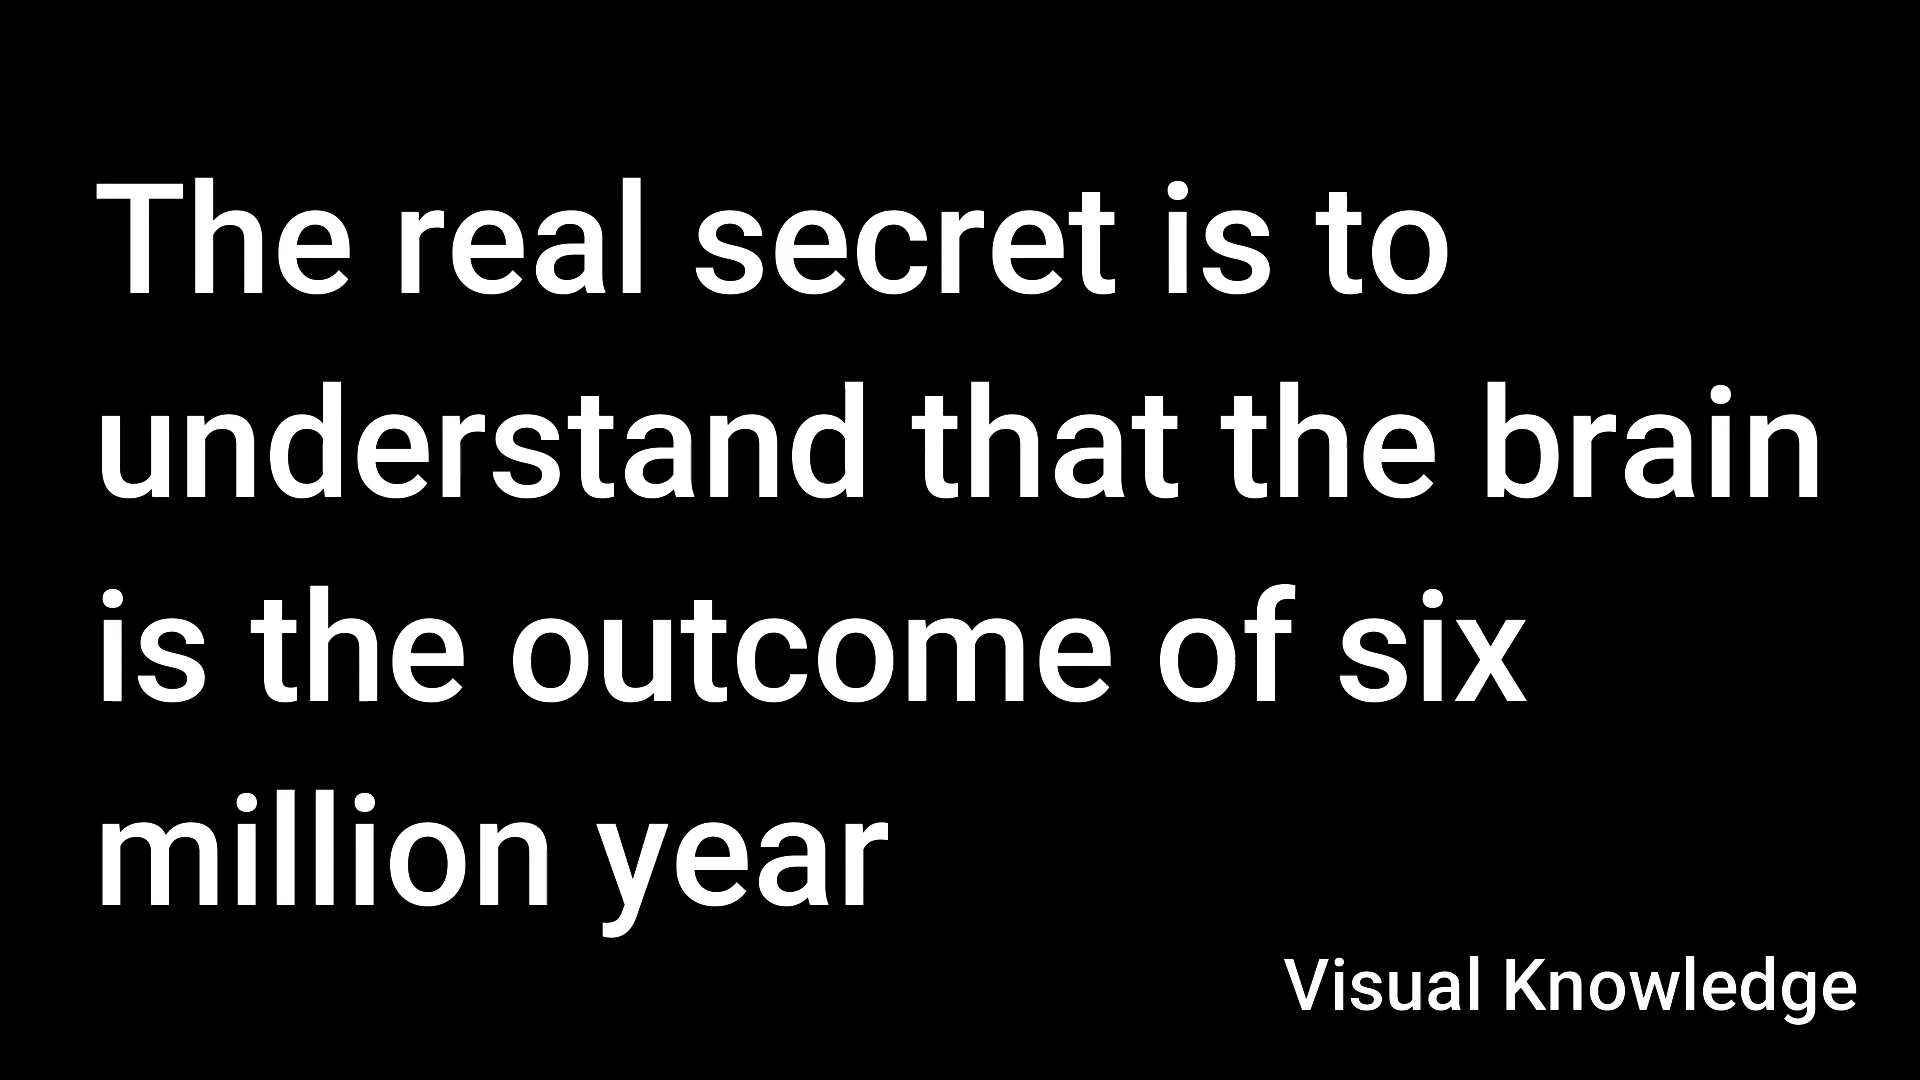 The real secret is to
understand that the brain
is the outcome of six
million year
Visual Knowledge